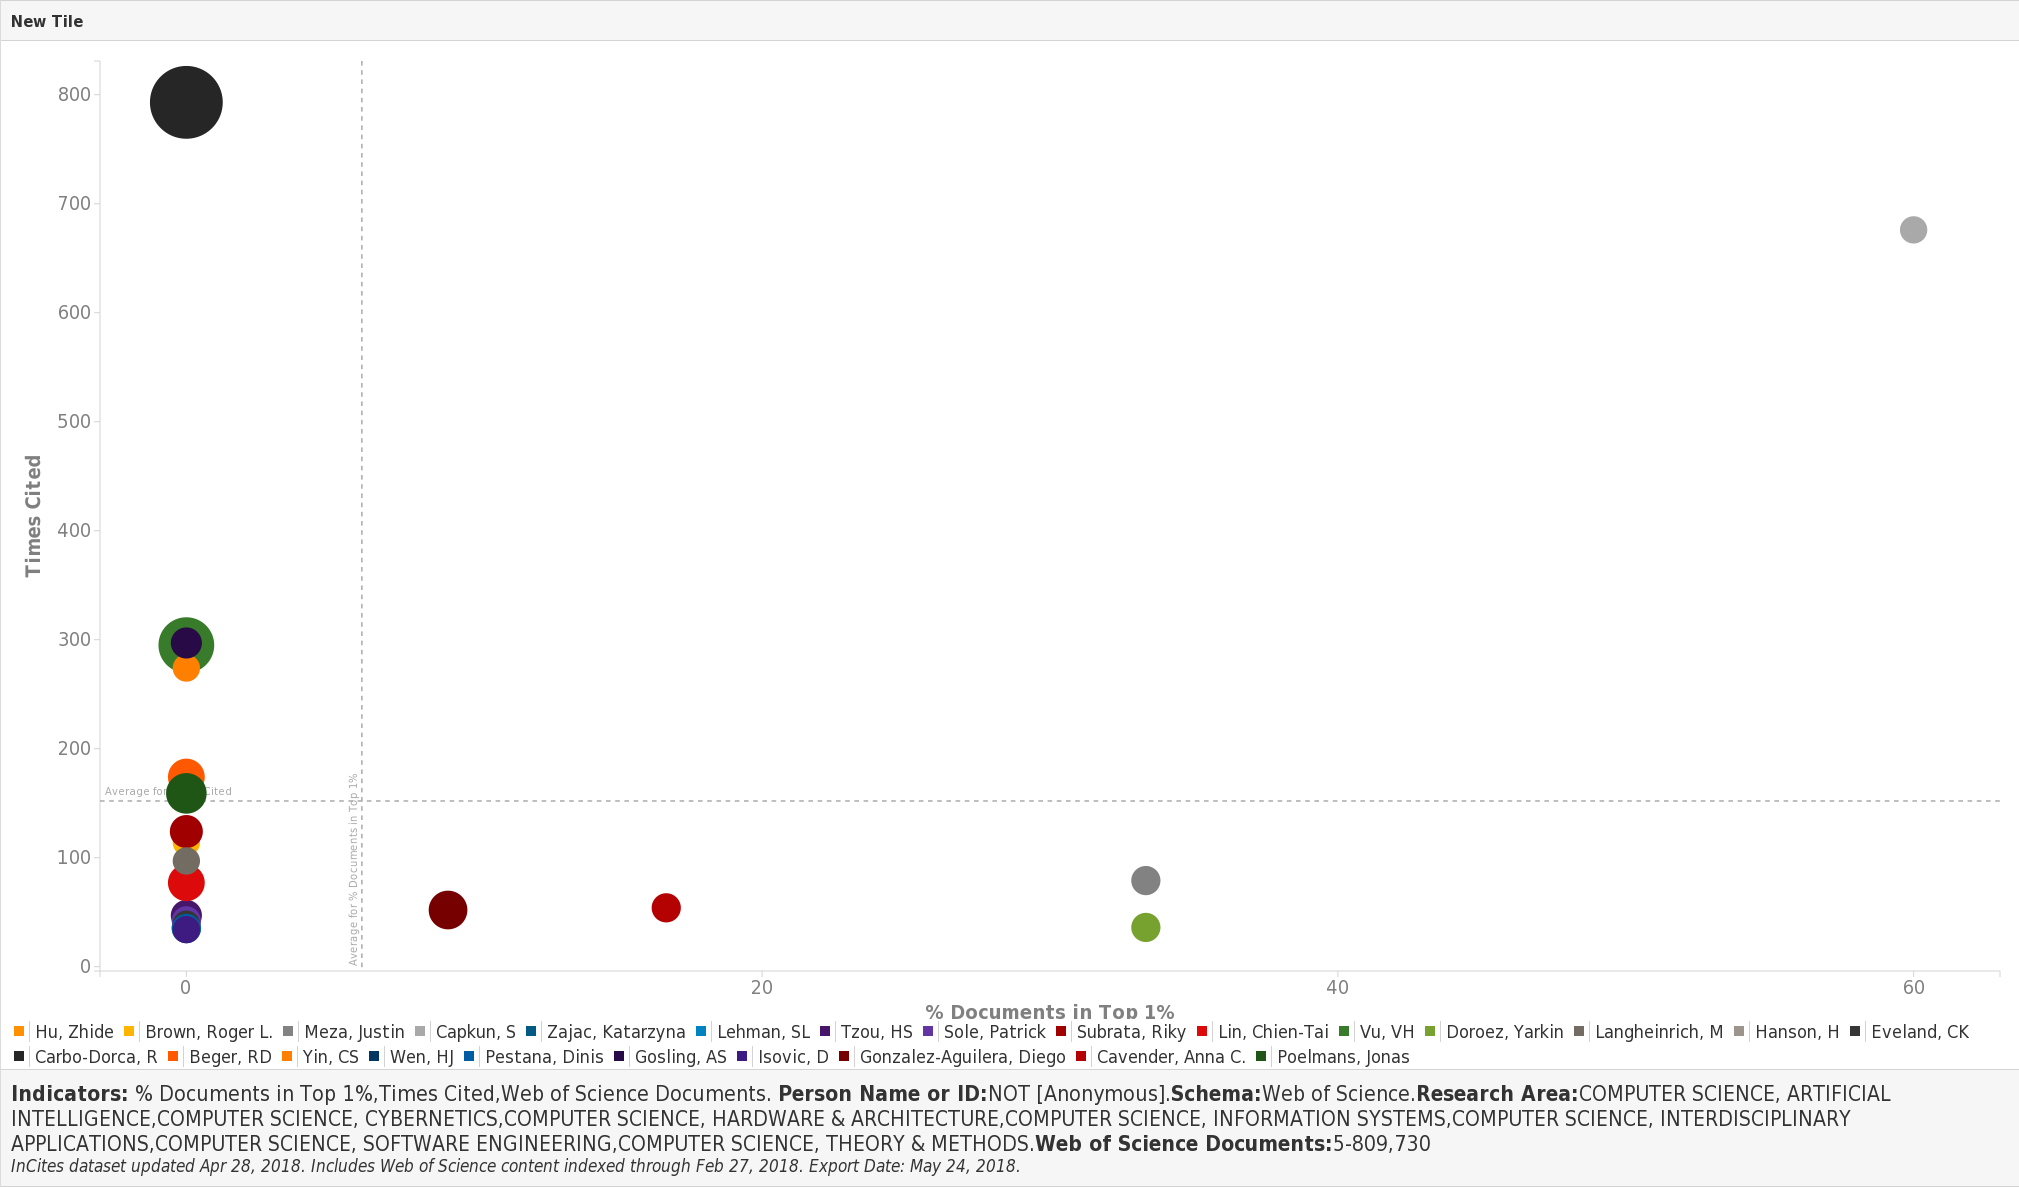 New Tile
800
700
600
500
400
300
200
100
0
Times Cited
Average for Cited
Average for % Documents in Top 1%
0 20 40 60
% Documents in Top 1%
Hu, Zhide Brown, Roger L. Meza, Justin Capkun, S Zajac, Katarzyna Lehman, SL Tzou, HS Sole, Patrick Subrata, Riky Lin, Chien-Tai Vu, VH Doroez, Yarkin Langheinrich, M Hanson, H Eveland, CK
Carbo-Dorca, R Beger, RD Yin, CS Wen, HJ Pestana, Dinis Gosling, AS Isovic, D Gonzalez-Aguilera, Diego Cavender, Anna C. Poelmans, Jonas
Indicators: % Documents in Top 1%,Times Cited,Web of Science Documents. Person Name or ID:NOT [Anonymous].Schema:Web of Science.Research Area:COMPUTER SCIENCE, ARTIFICIAL
INTELLIGENCE,COMPUTER SCIENCE, CYBERNETICS,COMPUTER SCIENCE, HARDWARE & ARCHITECTURE,COMPUTER SCIENCE, INFORMATION SYSTEMS,COMPUTER SCIENCE, INTERDISCIPLINARY
APPLICATIONS,COMPUTER SCIENCE, SOFTWARE ENGINEERING,COMPUTER SCIENCE, THEORY & METHODS.Web of Science Documents:5-809,730
InCites dataset updated Apr 28, 2018. Includes Web of Science content indexed through Feb 27, 2018. Export Date: May 24, 2018.